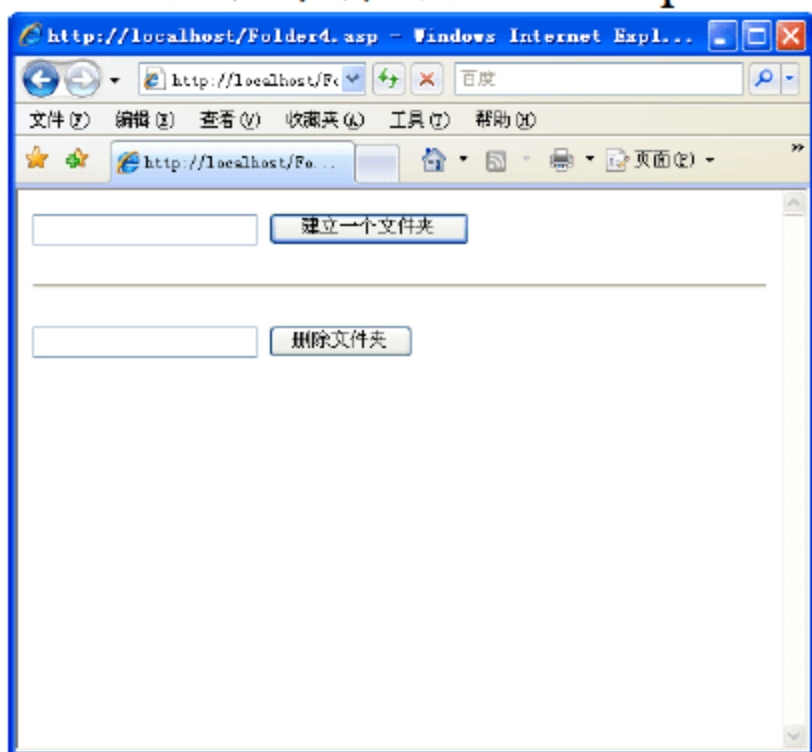 http://localhost/Folder4.asp - Windows Internet Expl...
http://localhost/Fo
百度
文件(F) 编辑(E) 查看(V) 收藏夹(A) 工具(T) 帮助(H)
http://localhost/Fo... 页面(P)
建立一个文件夹
删除文件夹